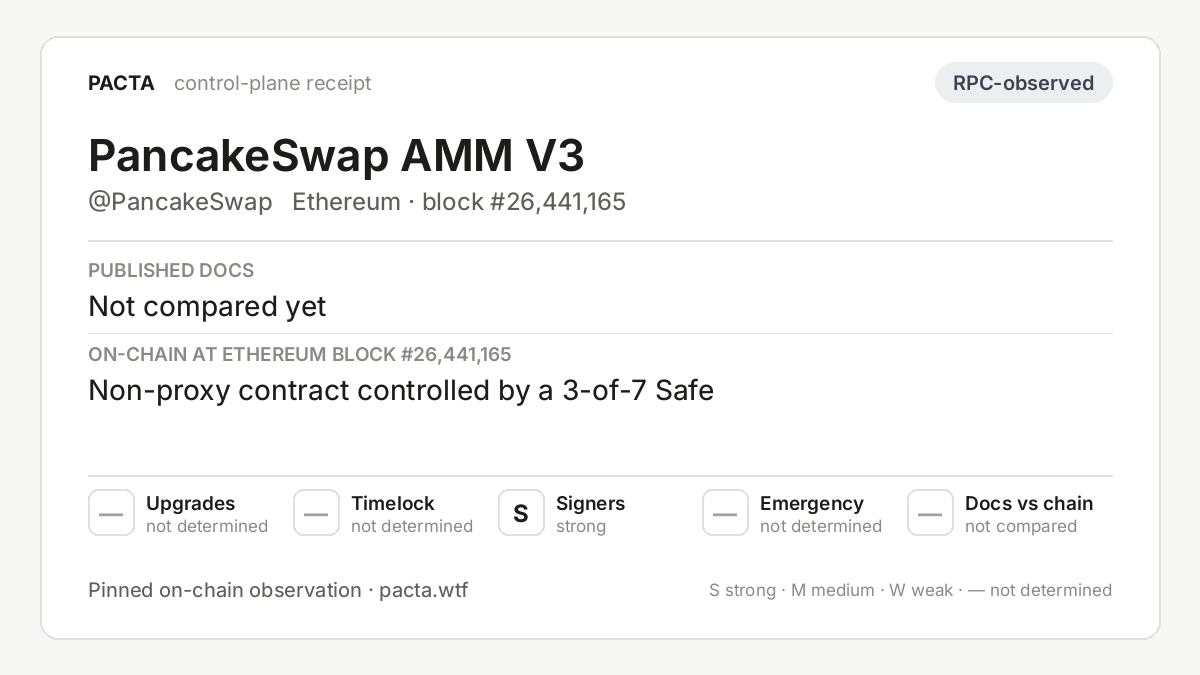 PACTA control-plane receipt RPC-observed
PancakeSwap AMM V3
@PancakeSwap Ethereum · block #26,441,165
PUBLISHED DOCS
Not compared yet
ON-CHAIN AT ETHEREUM BLOCK #26,441,165
Non-proxy contract controlled by a 3-of-7 Safe
— Upgrades not determined
— Timelock not determined
S Signers strong
— Emergency not determined
— Docs vs chain not compared
Pinned on-chain observation · pacta.wtf
S strong · M medium · W weak · — not determined